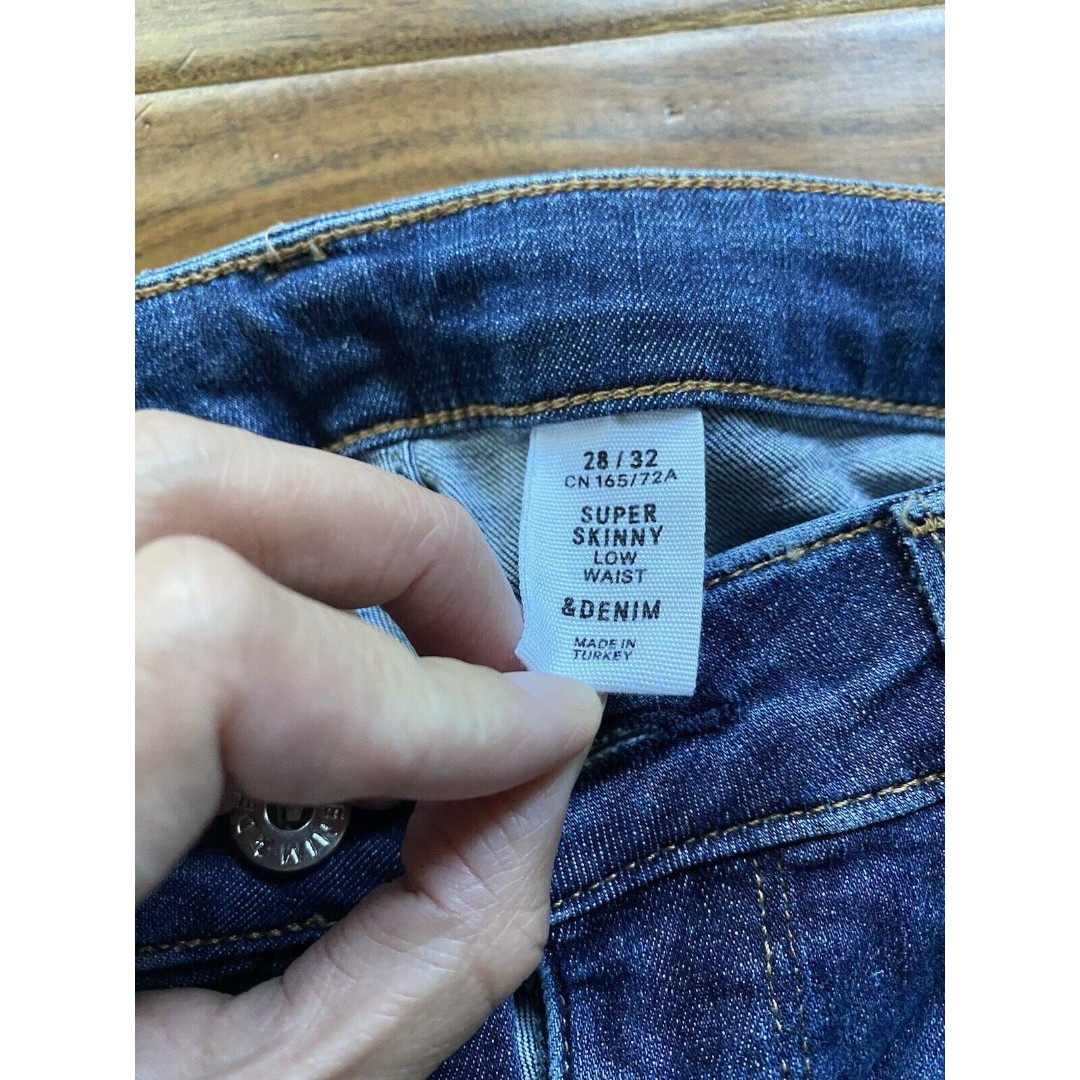 28 / 32
CN 165/72A
SUPER
SKINNY
LOW
WAIST
&DENIM
MADE IN
TURKEY